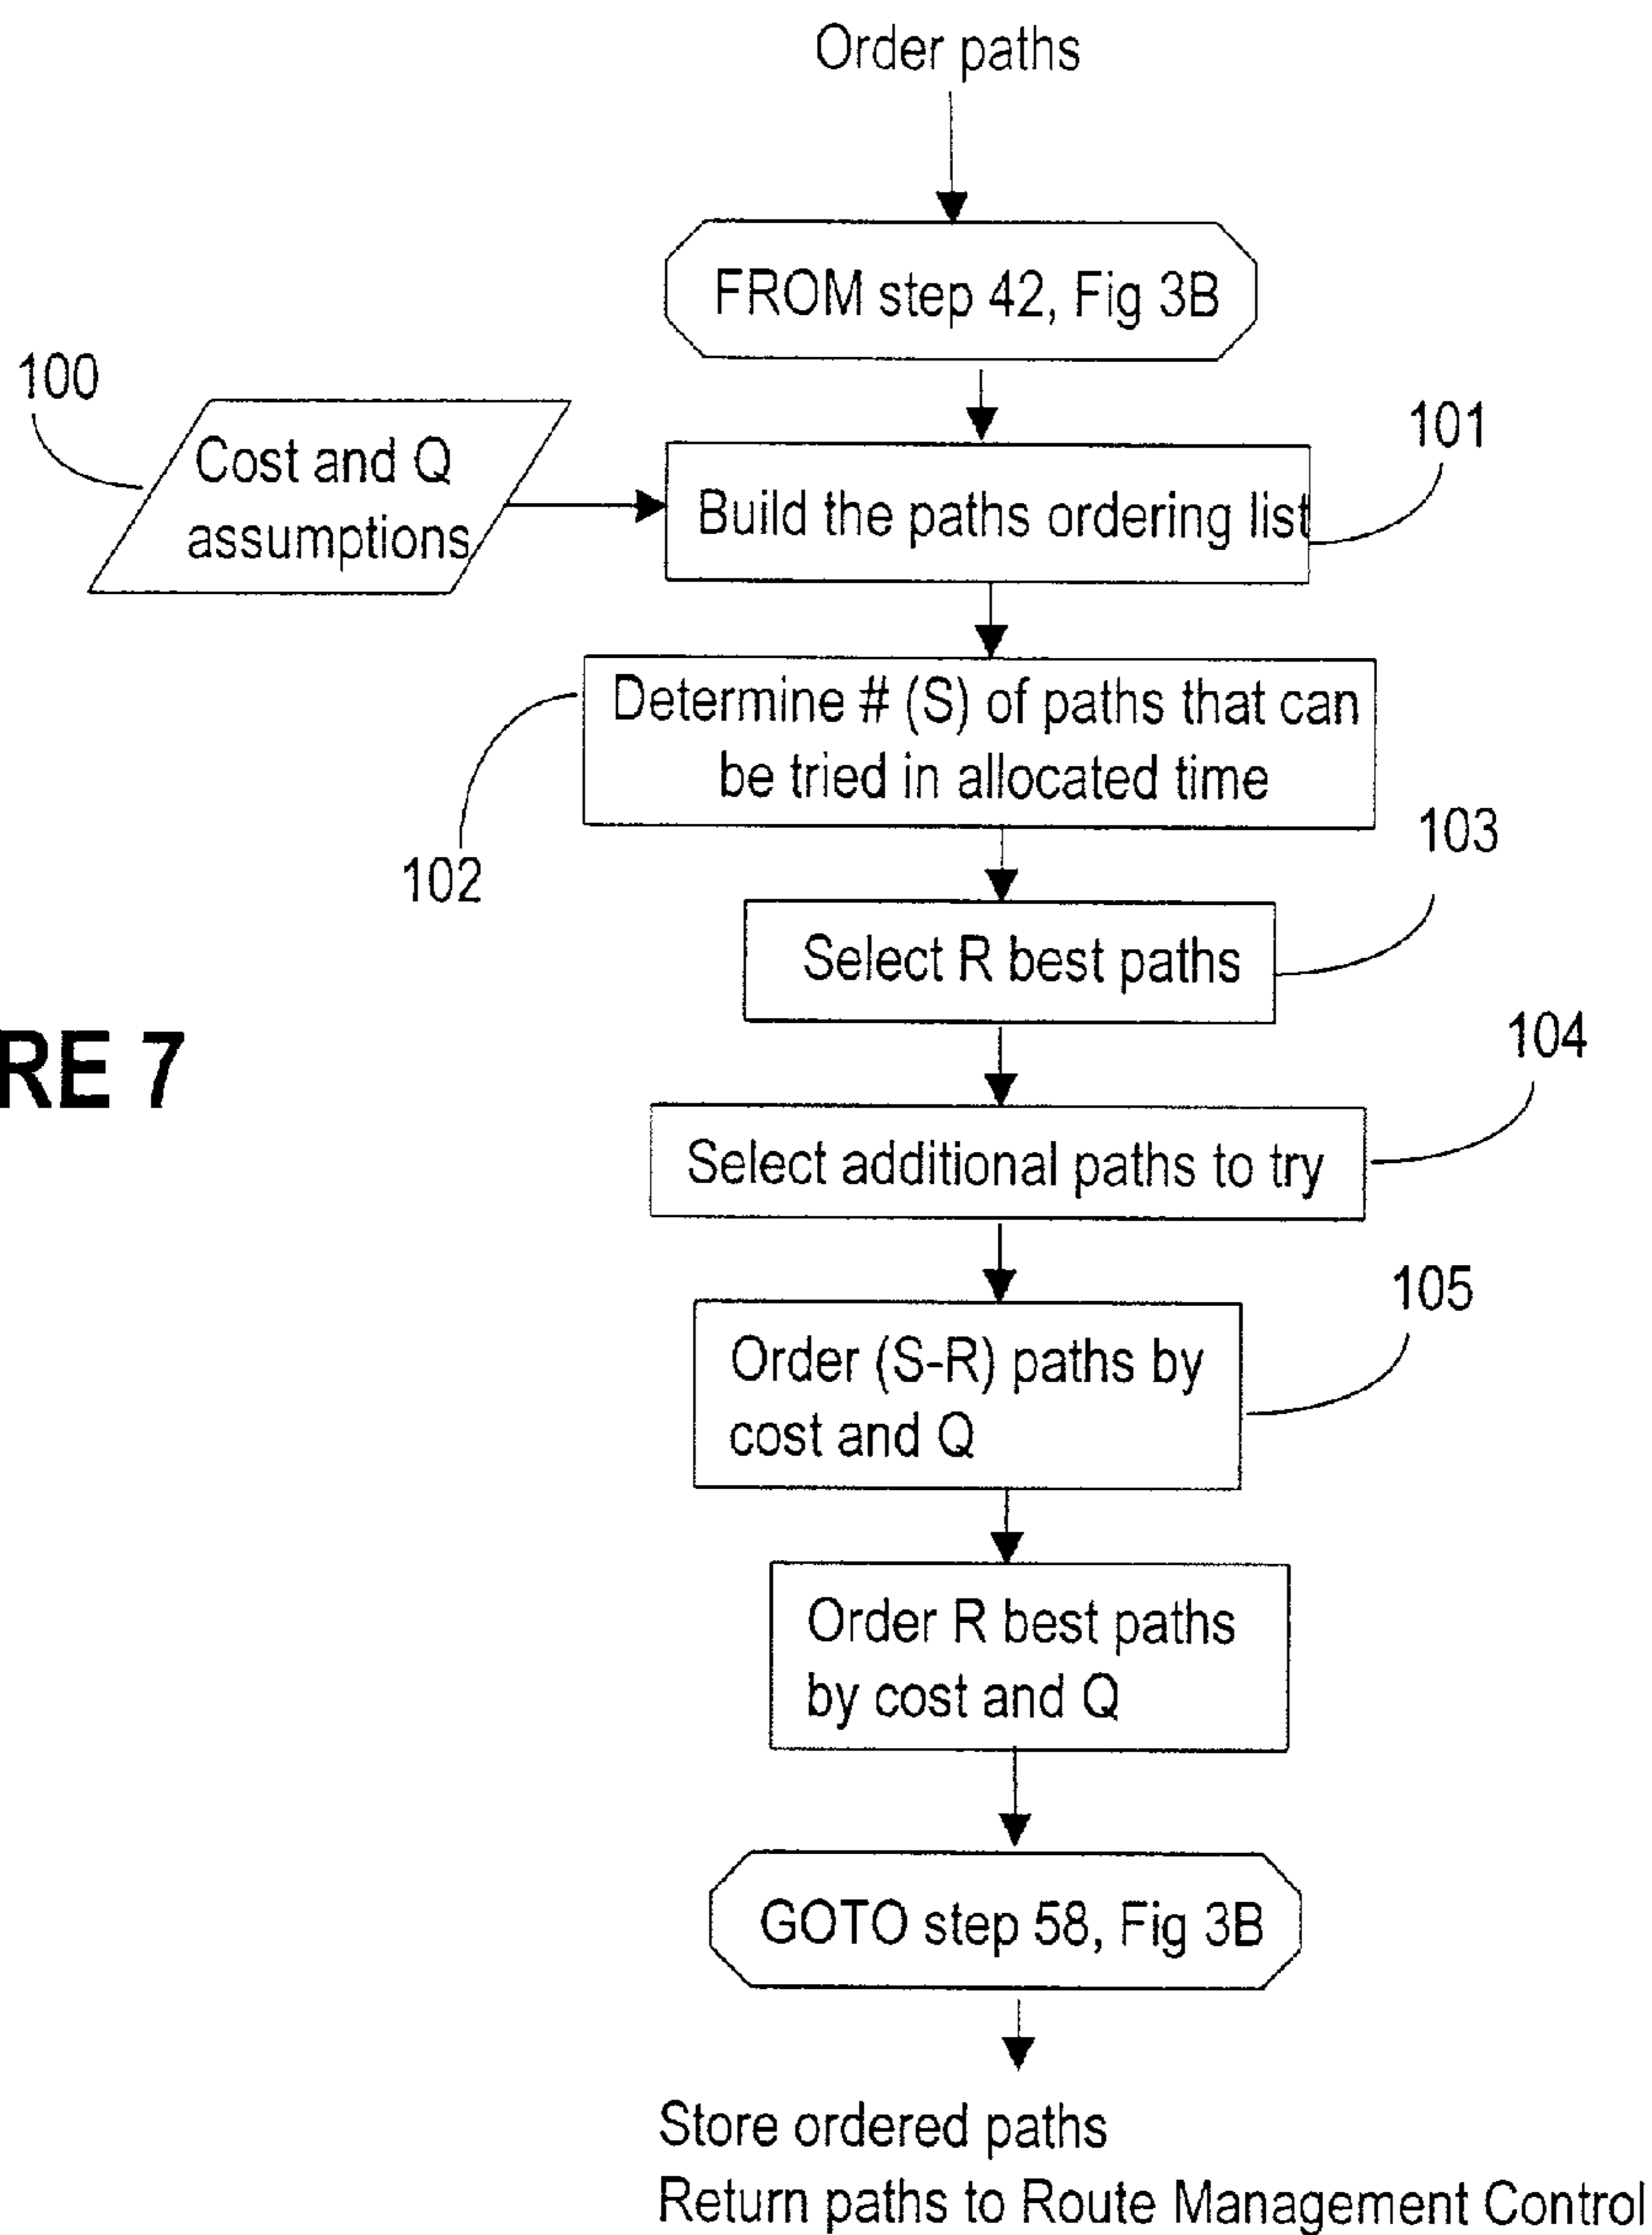 Order paths
FROM step 42, Fig 3B
100
Cost and Q
assumptions
101
Build the paths ordering list
Determine # (S) of paths that can
be tried in allocated time
102
103
Select R best paths
RE 7
104
Select additional paths to try
105
Order (S-R) paths by
cost and Q
Order R best paths
by cost and Q
GOTO step 58, Fig 3B
Store ordered paths
Return paths to Route Management Control